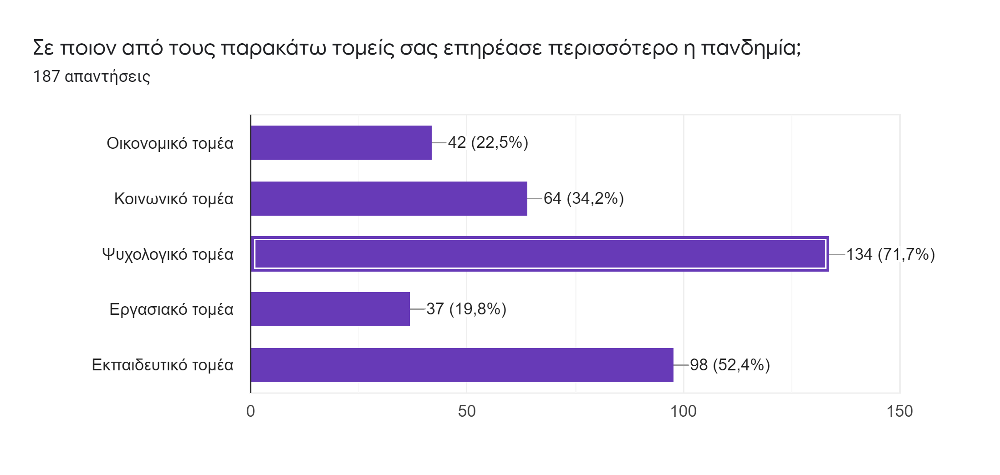 Σε ποιον από τους παρακάτω τομείς σας επηρέασε περισσότερο η πανδημία;
187 απαντήσεις
Οικονομικό τομέα 42 (22,5%)
Κοινωνικό τομέα 64 (34,2%)
Ψυχολογικό τομέα 134 (71,7%)
Εργασιακό τομέα 37 (19,8%)
Εκπαιδευτικό τομέα 98 (52,4%)
0 50 100 150